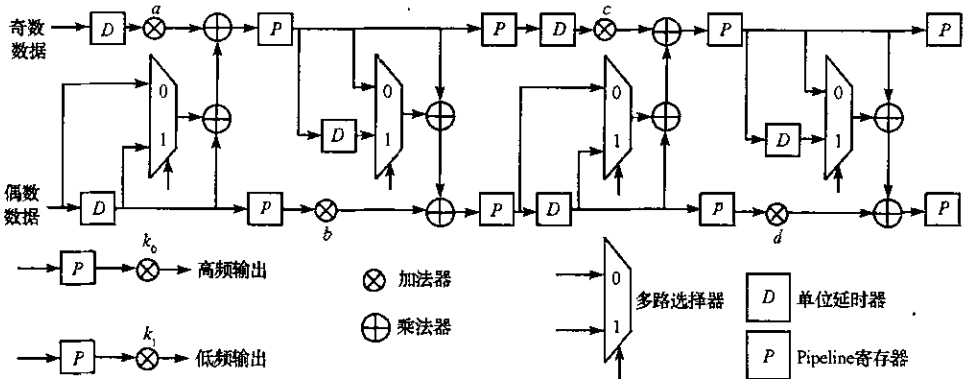 奇数
数据
D
a
P
P
D
c
P
P
0
1
D
0
1
0
1
D
0
1
偶数
数据
D
P
b
P
D
P
d
P
k₀
P
高频输出
加法器
0
1
多路选择器
D
单位延时器
乘法器
k₁
P
低频输出
P
Pipeline寄存器